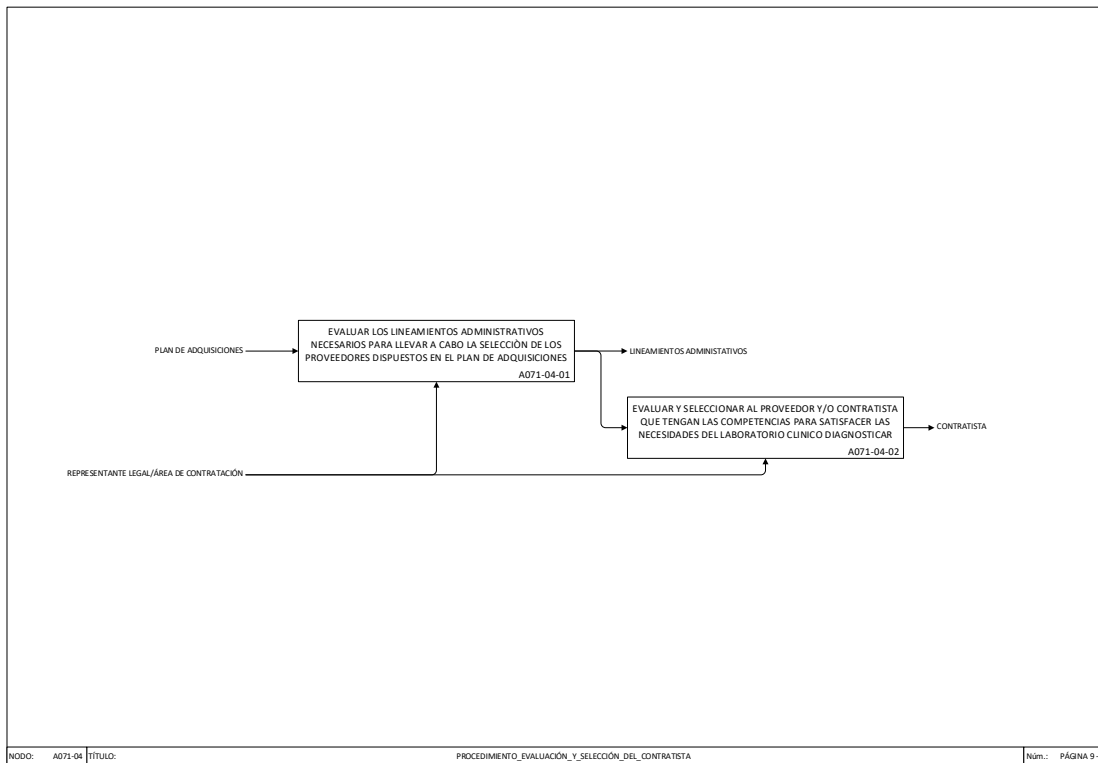 EVALUAR LOS LINEAMIENTOS ADMINISTRATIVOS
NECESARIOS PARA LLEVAR A CABO LA SELECCIÒN DE LOS
PROVEEDORES DISPUESTOS EN EL PLAN DE ADQUISICIONES
A071-04-01
PLAN DE ADQUISICIONES
LINEAMIENTOS ADMINISTATIVOS
EVALUAR Y SELECCIONAR AL PROVEEDOR Y/O CONTRATISTA
QUE TENGAN LAS COMPETENCIAS PARA SATISFACER LAS
NECESIDADES DEL LABORATORIO CLINICO DIAGNOSTICAR
A071-04-02
CONTRATISTA
REPRESENTANTE LEGAL/ÁREA DE CONTRATACIÓN
NODO: A071-04 TÍTULO: PROCEDIMIENTO_EVALUACIÓN_Y_SELECCIÓN_DEL_CONTRATISTA Núm.: PÁGINA 9 -